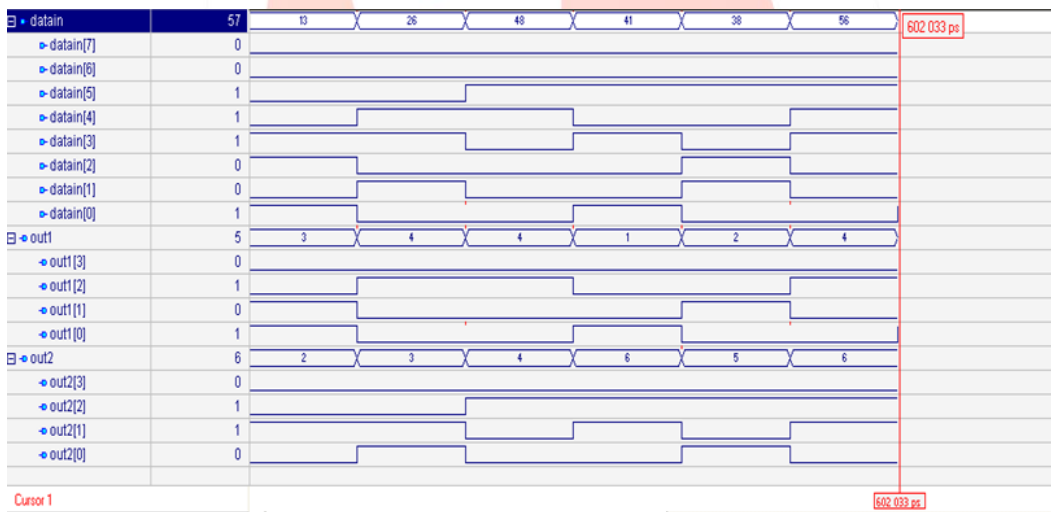 datain 57 13 26 48 41 38 56 602 033 ps
datain[7] 0
datain[6] 0
datain[5] 1
datain[4] 1
datain[3] 1
datain[2] 0
datain[1] 0
datain[0] 1
out1 5 3 4 4 1 2 4
out1[3] 0
out1[2] 1
out1[1] 0
out1[0] 1
out2 6 2 3 4 6 5 6
out2[3] 0
out2[2] 1
out2[1] 1
out2[0] 0
Cursor 1 602 033 ps